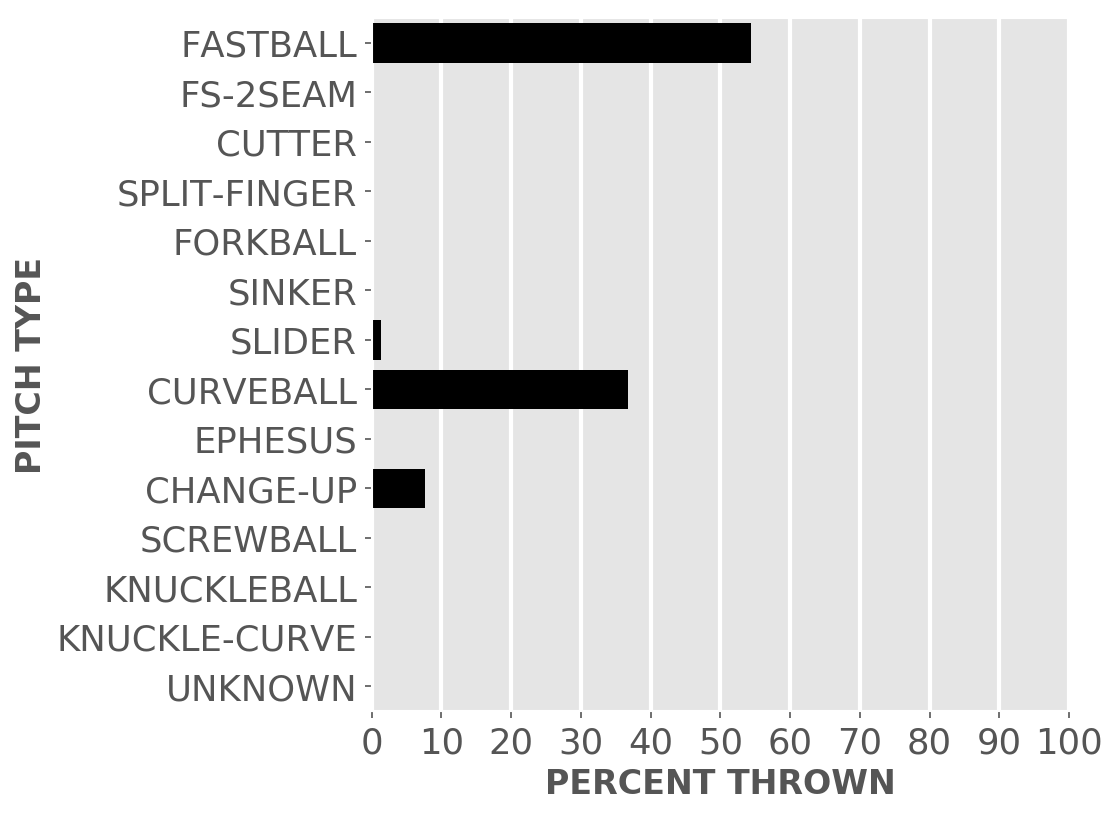 FASTBALL
FS-2SEAM
CUTTER
SPLIT-FINGER
FORKBALL
SINKER
SLIDER
CURVEBALL
EPHESUS
CHANGE-UP
SCREWBALL
KNUCKLEBALL
KNUCKLE-CURVE
UNKNOWN
PITCH TYPE
0 10 20 30 40 50 60 70 80 90 100
PERCENT THROWN